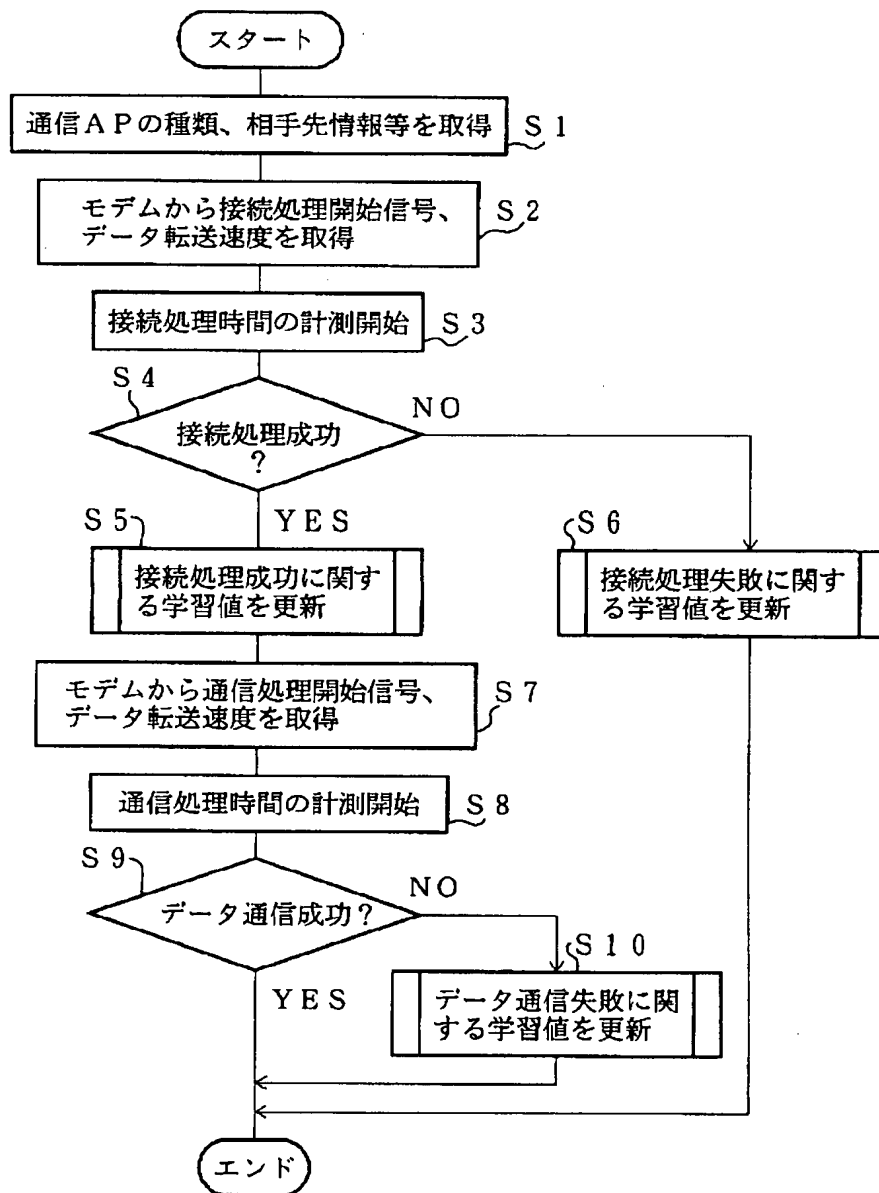 スタート
通信APの種類、相手先情報等を取得
S1
モデムから接続処理開始信号、
データ転送速度を取得
S2
接続処理時間の計測開始
S3
S4
接続処理成功
?
NO
YES
S5
接続処理成功に関す
る学習値を更新
S6
接続処理失敗に関す
る学習値を更新
モデムから通信処理開始信号、
データ転送速度を取得
S7
通信処理時間の計測開始
S8
S9
データ通信成功?
NO
YES
S10
データ通信失敗に関
する学習値を更新
エンド